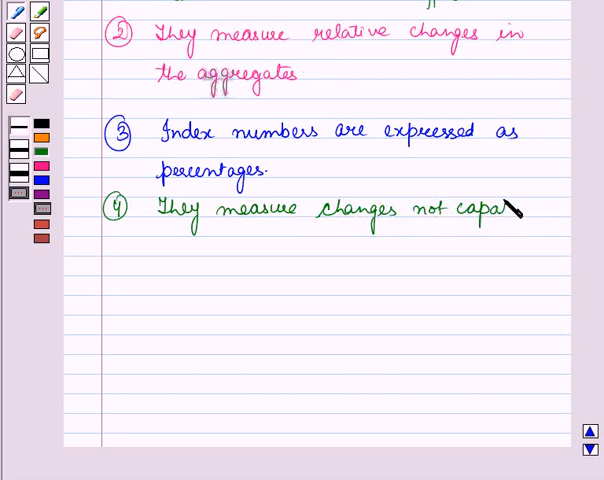 ② They measure relative changes in
the aggregates.
③ Index numbers are expressed as
percentages.
④ They measure changes not capa